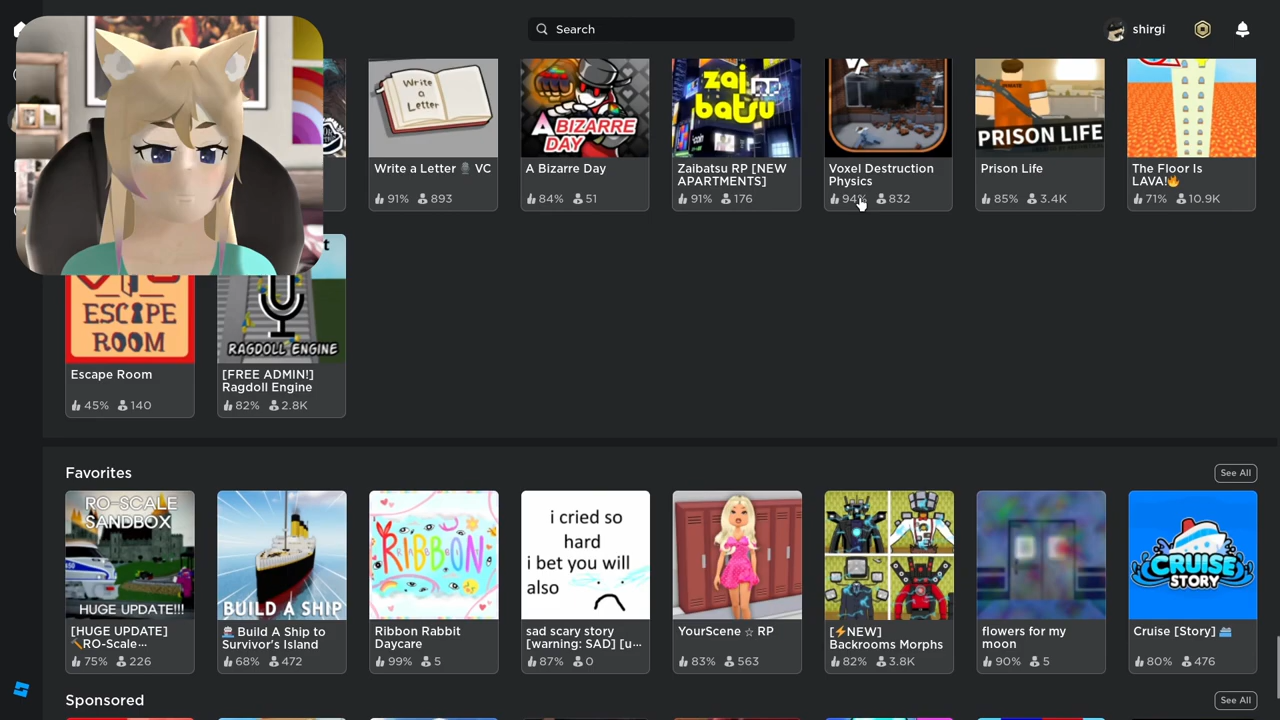 Search
shirgi
Write
a
Letter
A BIZARRE
DAY
zai
batsu
PRISON LIFE
Write a Letter 🎙️ VC
A Bizarre Day
Zaibatsu RP [NEW
APARTMENTS]
Voxel Destruction
Physics
Prison Life
The Floor Is
LAVA!🔥
91% 893
84% 51
91% 176
94% 832
85% 3.4K
71% 10.9K
ESCAPE
ROOM
RAGDOLL ENGINE
Escape Room
[FREE ADMIN!]
Ragdoll Engine
45% 140
82% 2.8K
Favorites
See All
RO-SCALE
SANDBOX
HUGE UPDATE!!!
BUILD A SHIP
RIBBON
i cried so
hard
i bet you will
also
CRUISE
STORY
[HUGE UPDATE]
🔨RO-Scale...
🚢Build A Ship to
Survivor's Island
Ribbon Rabbit
Daycare
sad scary story
[warning: SAD] [u...
YourScene ☆ RP
[⚡NEW]
Backrooms Morphs
flowers for my
moon
Cruise [Story] 🛳️
75% 226
68% 472
99% 5
87% 0
83% 563
82% 3.8K
90% 5
80% 476
Sponsored
See All